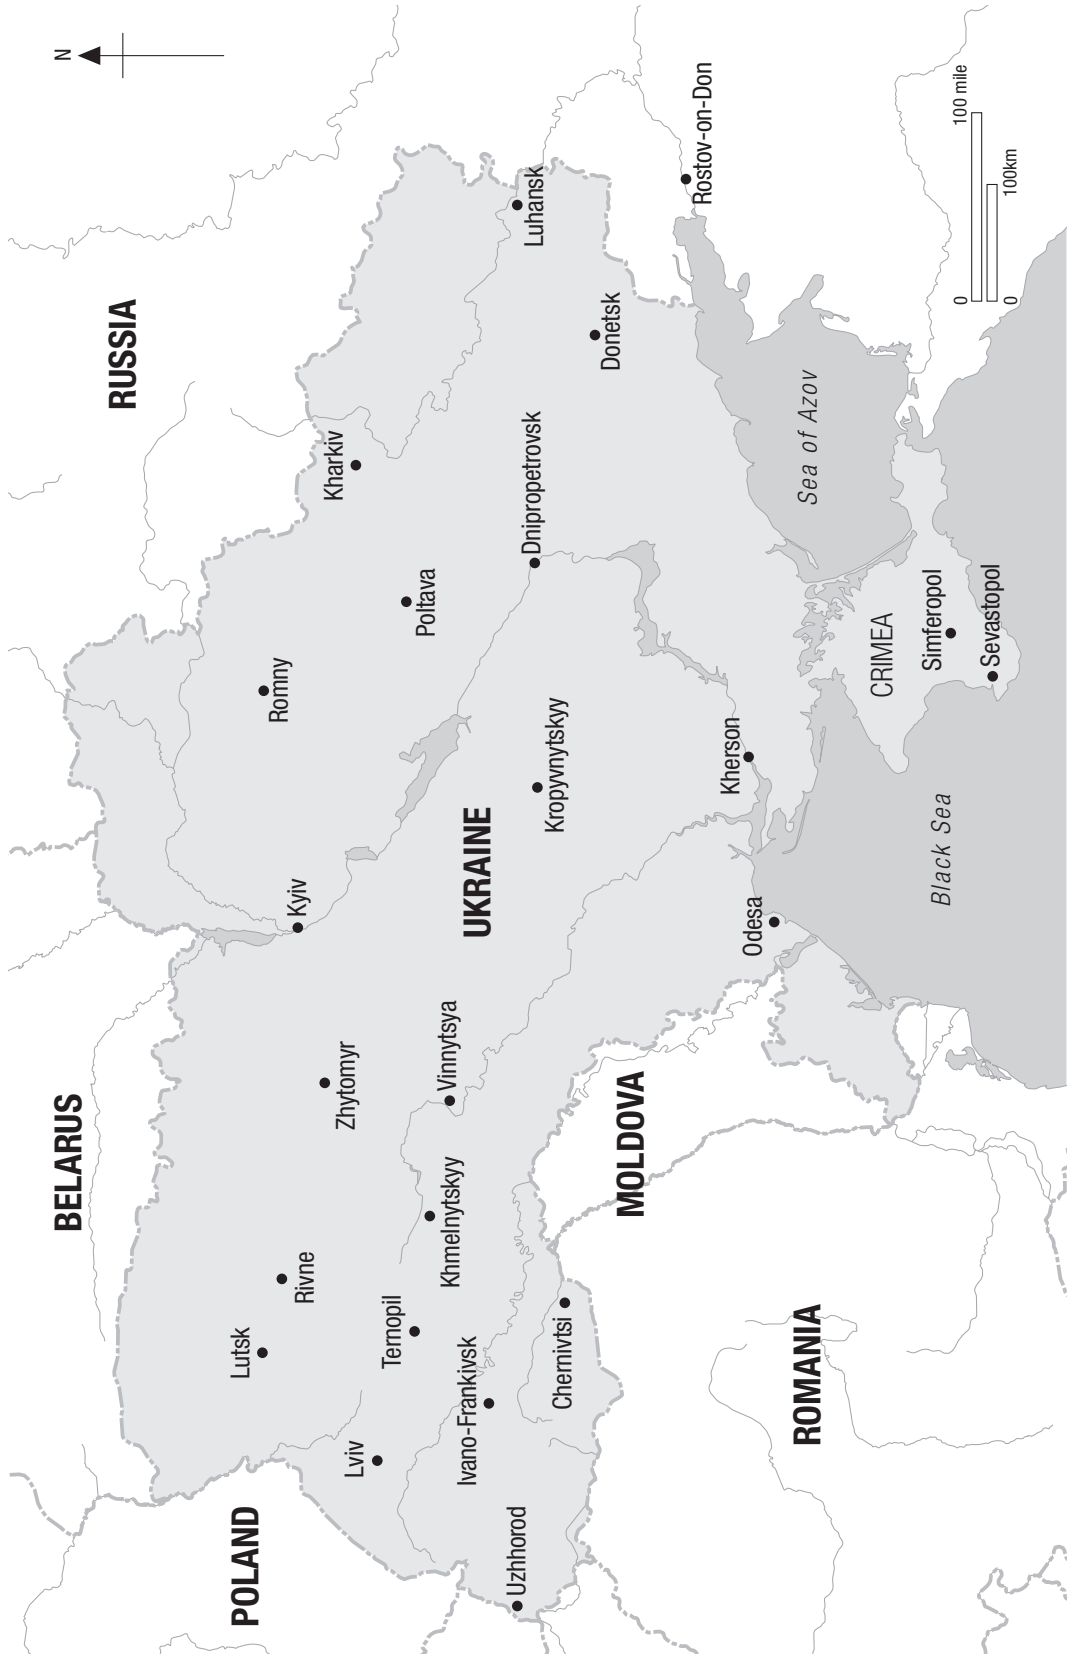 N
RUSSIA
BELARUS
POLAND
UKRAINE
MOLDOVA
ROMANIA
CRIMEA
Sea of Azov
Black Sea
Lutsk
Rivne
Zhytomyr
Kyiv
Romny
Kharkiv
Poltava
Luhansk
Lviv
Ternopil
Khmelnytskyy
Vinnytsya
Uzhhorod
Ivano-Frankivsk
Chernivtsi
Kropyvnytskyy
Dnipropetrovsk
Donetsk
Rostov-on-Don
Odesa
Kherson
Simferopol
Sevastopol
0
100 mile
0
100km